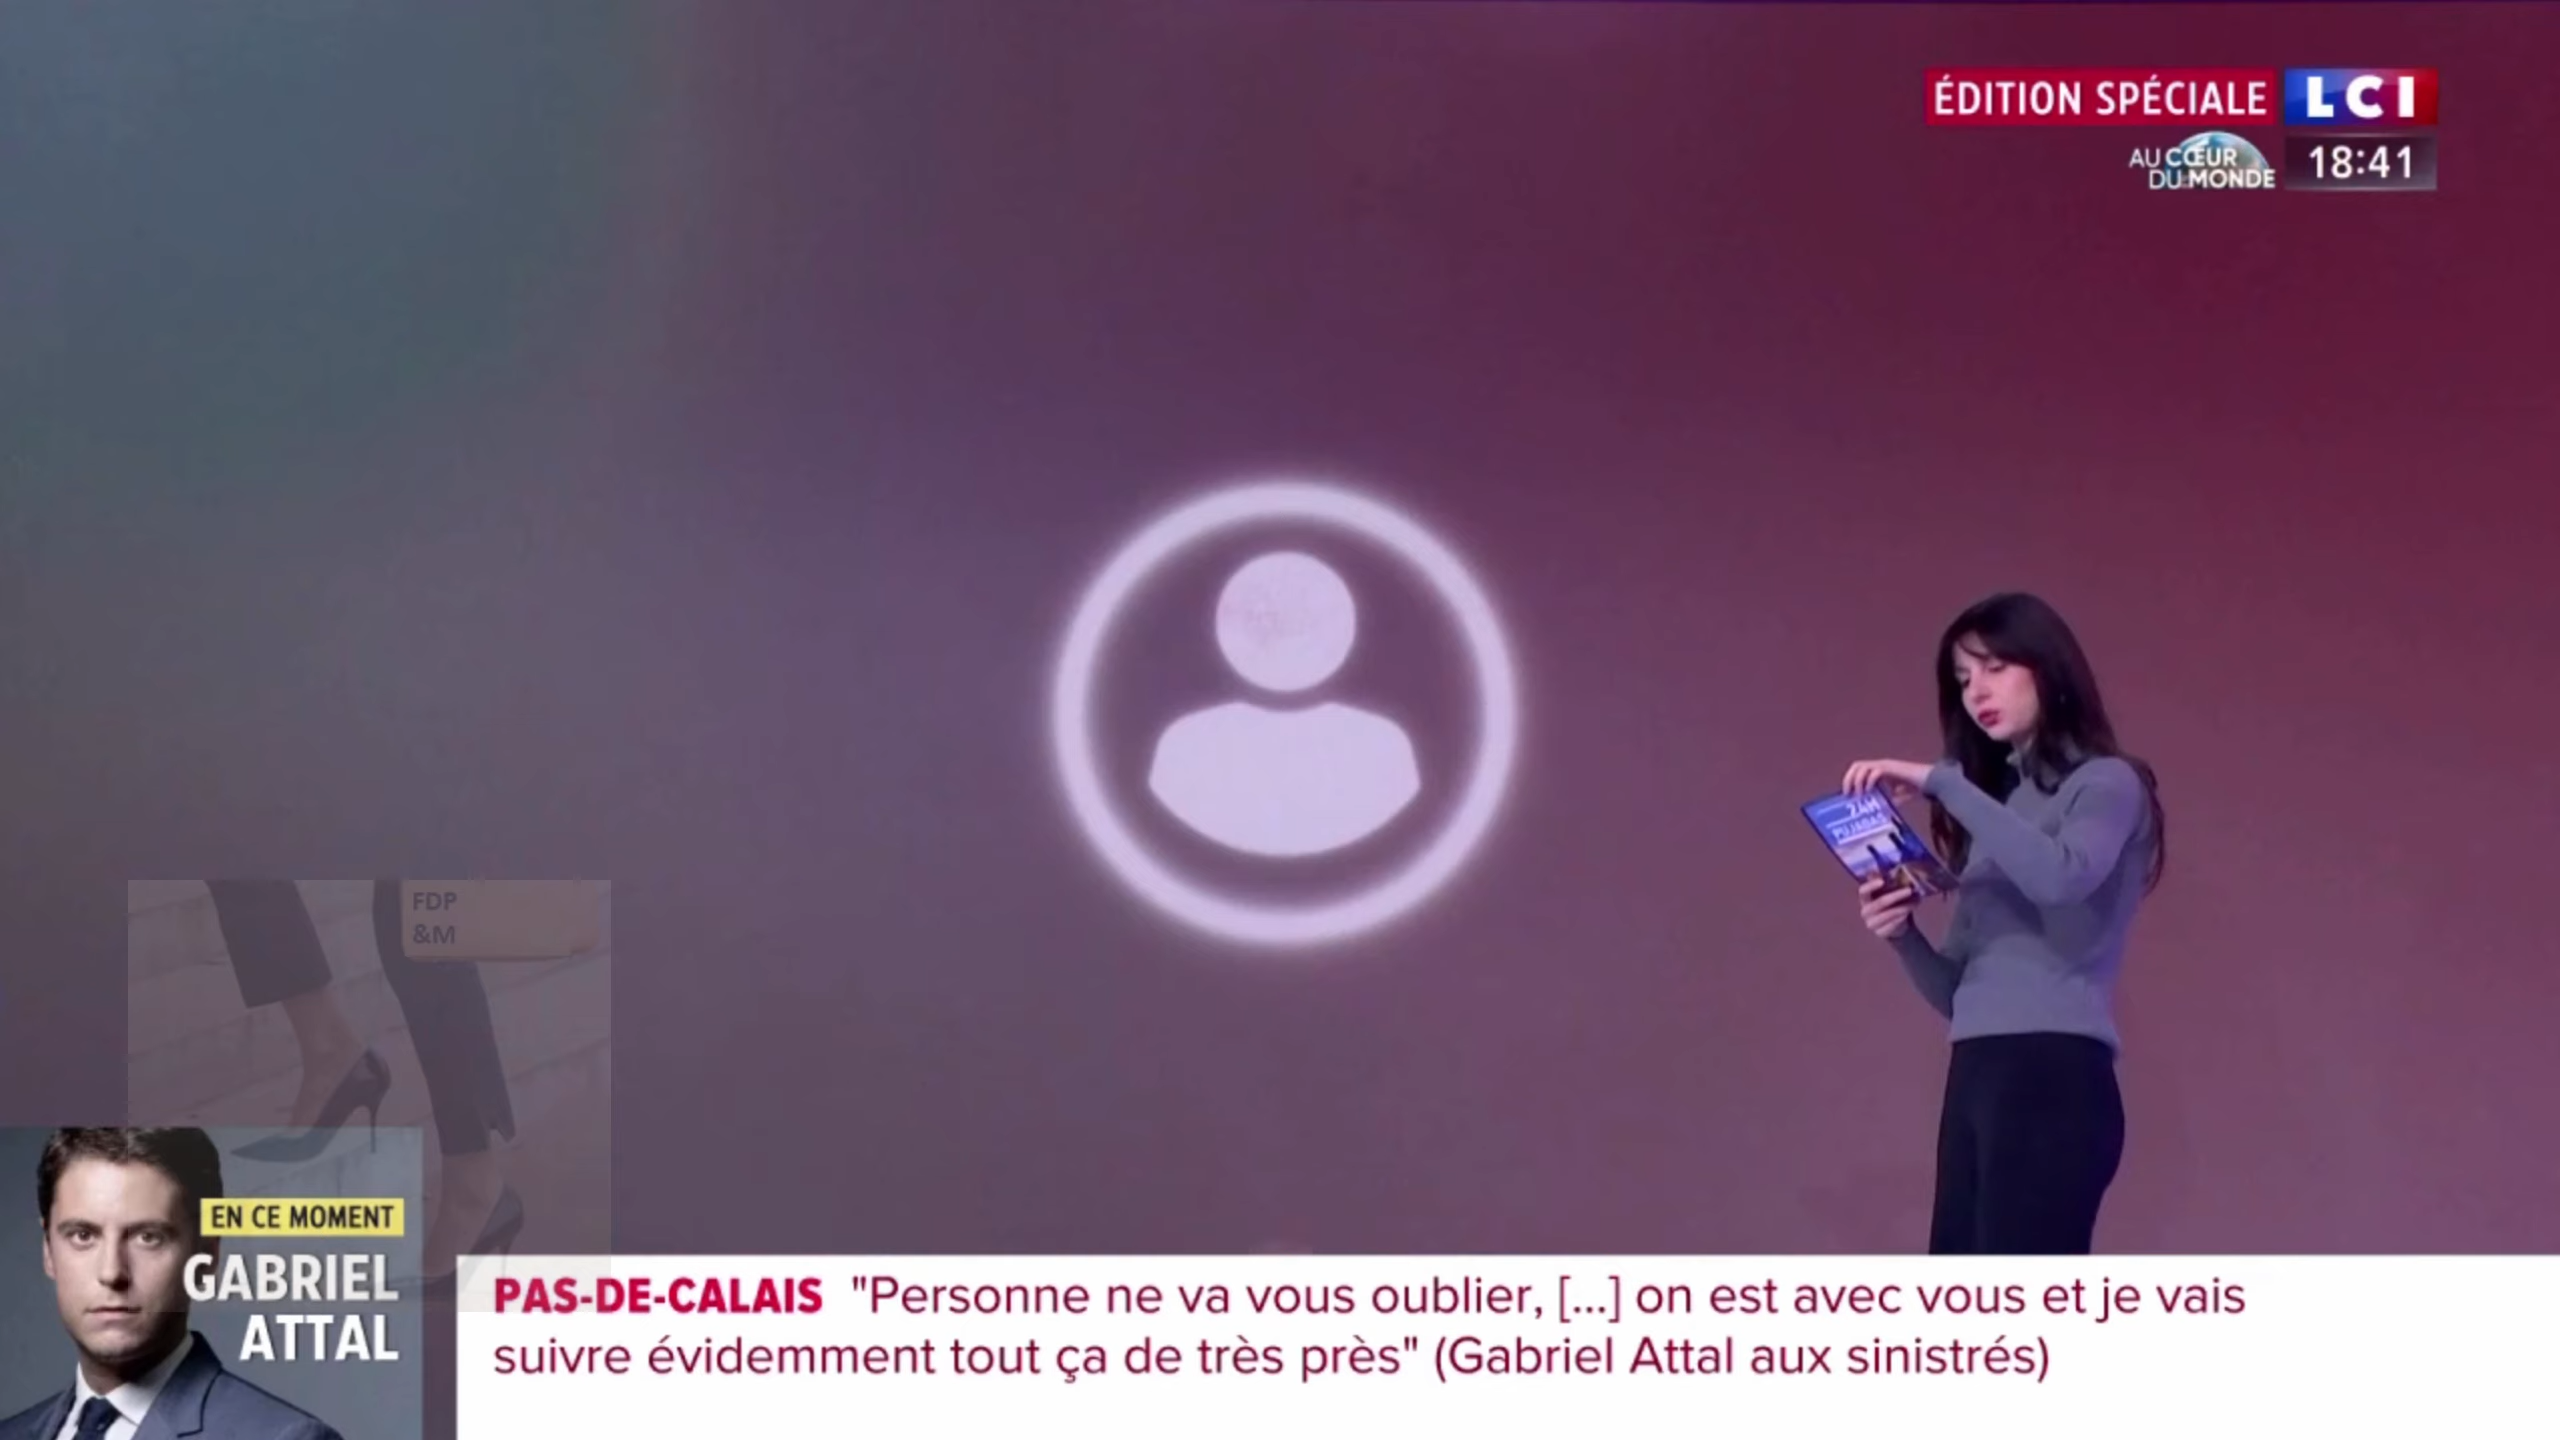 ÉDITION SPÉCIALE LCI
AU CŒUR
DU MONDE
18:41
24H
PUJADAS
FDP
&M
EN CE MOMENT
GABRIEL
ATTAL
PAS-DE-CALAIS "Personne ne va vous oublier, [...] on est avec vous et je vais
suivre évidemment tout ça de très près" (Gabriel Attal aux sinistrés)